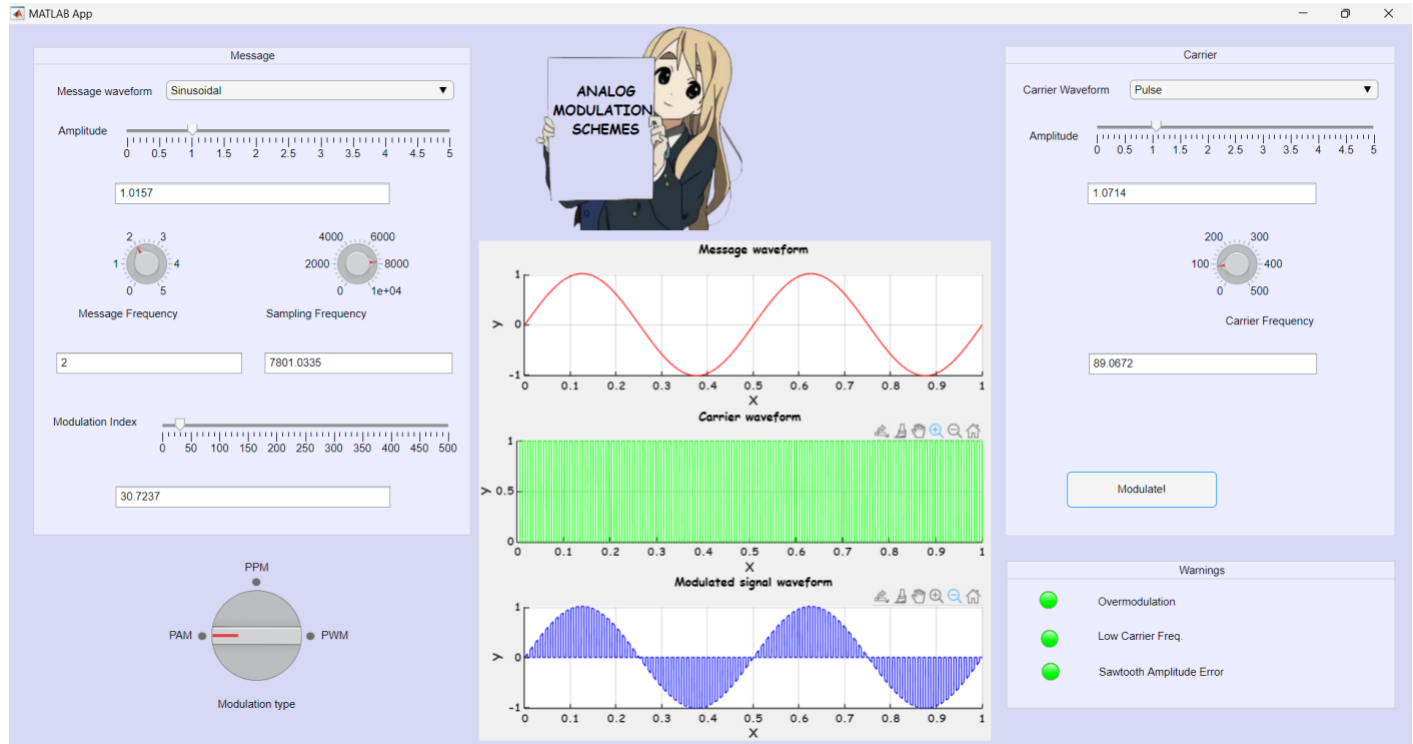 MATLAB App
Message
Message waveform
Sinusoidal
Amplitude
0 0.5 1 1.5 2 2.5 3 3.5 4 4.5 5
1.0157
0 1 2 3 4 5
Message Frequency
0 2000 4000 6000 8000 1e+04
Sampling Frequency
2
7801.0335
Modulation Index
0 50 100 150 200 250 300 350 400 450 500
30.7237
PPM
PAM
PWM
Modulation type
ANALOG
MODULATION
SCHEMES
Message waveform
1
y 0
-1
0 0.1 0.2 0.3 0.4 0.5 0.6 0.7 0.8 0.9 1
X
Carrier waveform
1
y 0.5
0
0 0.1 0.2 0.3 0.4 0.5 0.6 0.7 0.8 0.9 1
X
Modulated signal waveform
1
y 0
-1
0 0.1 0.2 0.3 0.4 0.5 0.6 0.7 0.8 0.9 1
X
Carrier
Carrier Waveform
Pulse
Amplitude
0 0.5 1 1.5 2 2.5 3 3.5 4 4.5 5
1.0714
0 100 200 300 400 500
Carrier Frequency
89.0672
Modulate!
Warnings
Overmodulation
Low Carrier Freq.
Sawtooth Amplitude Error